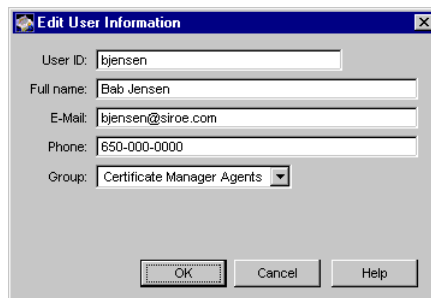 Edit User Information
User ID: bjensen
Full name: Bab Jensen
E-Mail: bjensen@siroe.com
Phone: 650-000-0000
Group: Certificate Manager Agents
OK Cancel Help